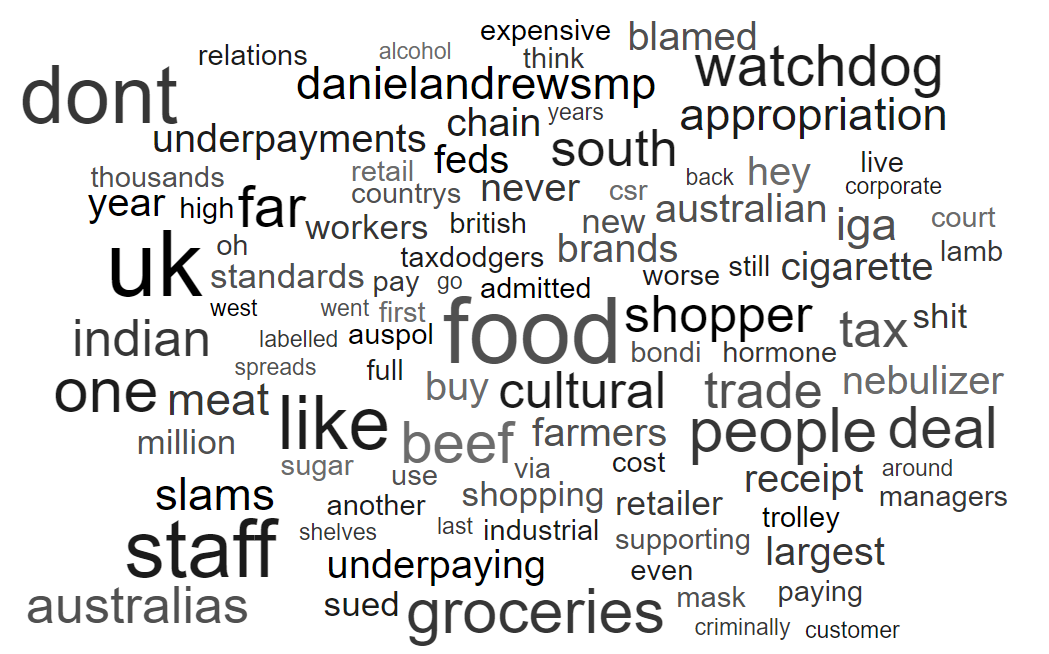 expensive blamed
relations alcohol think watchdog
dont danielandrewsmp
chain years appropriation
underpayments feds south
thousands retail back hey live
countrys never csr corporate
year high far workers british new australian iga court
uk oh taxdodgers brands lamb
standards pay go admitted worse still cigarette
west went first food shopper tax shit
indian labelled auspol bondi hormone
spreads full buy cultural trade nebulizer
one meat like beef farmers people deal
million
sugar use via cost receipt around
slams another shopping retailer managers
staff shelves last industrial trolley
underpaying supporting largest
even
australias sued groceries mask paying
criminally customer